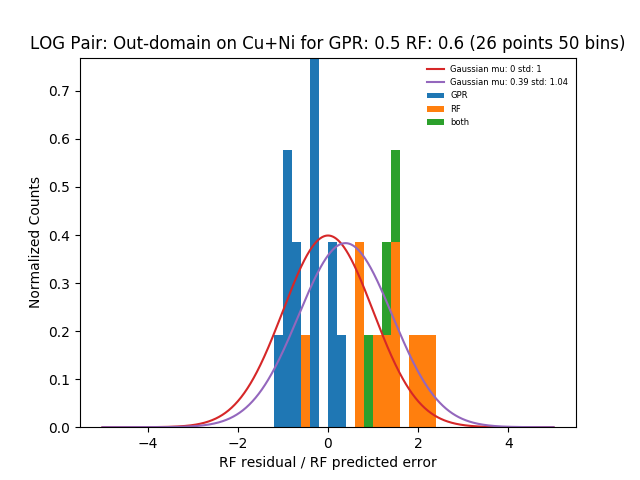 LOG Pair: Out-domain on Cu+Ni for GPR: 0.5 RF: 0.6 (26 points 50 bins)
Gaussian mu: 0 std: 1
Gaussian mu: 0.39 std: 1.04
GPR
RF
both
0.7
0.6
0.5
0.4
0.3
0.2
0.1
0.0
Normalized Counts
−4
−2
0
2
4
RF residual / RF predicted error